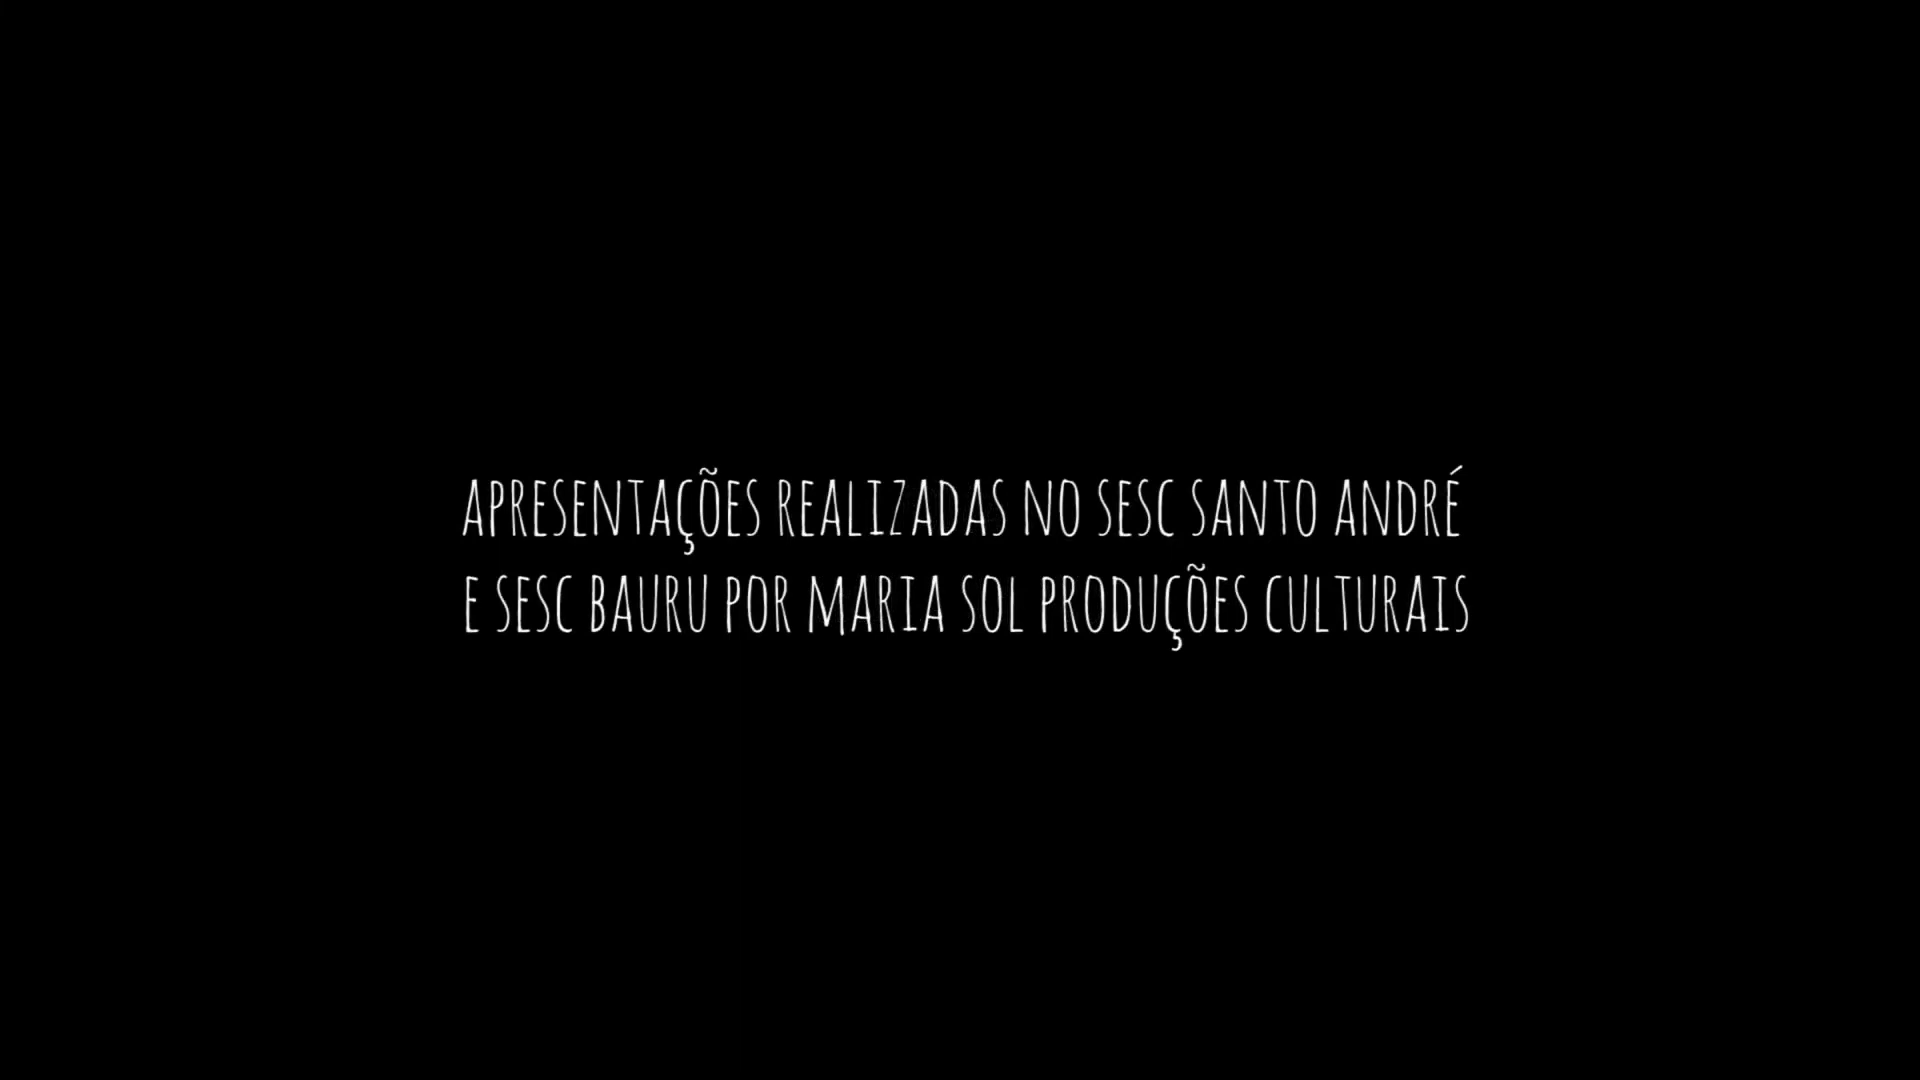 APRESENTAÇÕES REALIZADAS NO SESC SANTO ANDRÉ
E SESC BAURU POR MARIA SOL PRODUÇÕES CULTURAIS